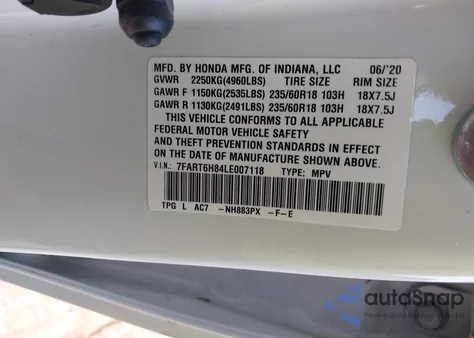 MFD. BY HONDA MFG. OF INDIANA, LLC 06/'20
GVWR 2250KG(4960LBS) TIRE SIZE RIM SIZE
GAWR F 1150KG(2535LBS) 235/60R18 103H 18X7.5J
GAWR R 1130KG(2491LBS) 235/60R18 103H 18X7.5J
THIS VEHICLE CONFORMS TO ALL APPLICABLE
FEDERAL MOTOR VEHICLE SAFETY
AND THEFT PREVENTION STANDARDS IN EFFECT
ON THE DATE OF MANUFACTURE SHOWN ABOVE.
V.I.N.: 7FART6H84LE007118 TYPE: MPV
TPG L AC7 -NH883PX -F-E
autoSnap